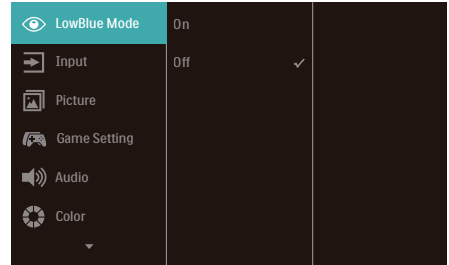 LowBlue Mode
On
Input
Off
Picture
Game Setting
Audio
Color